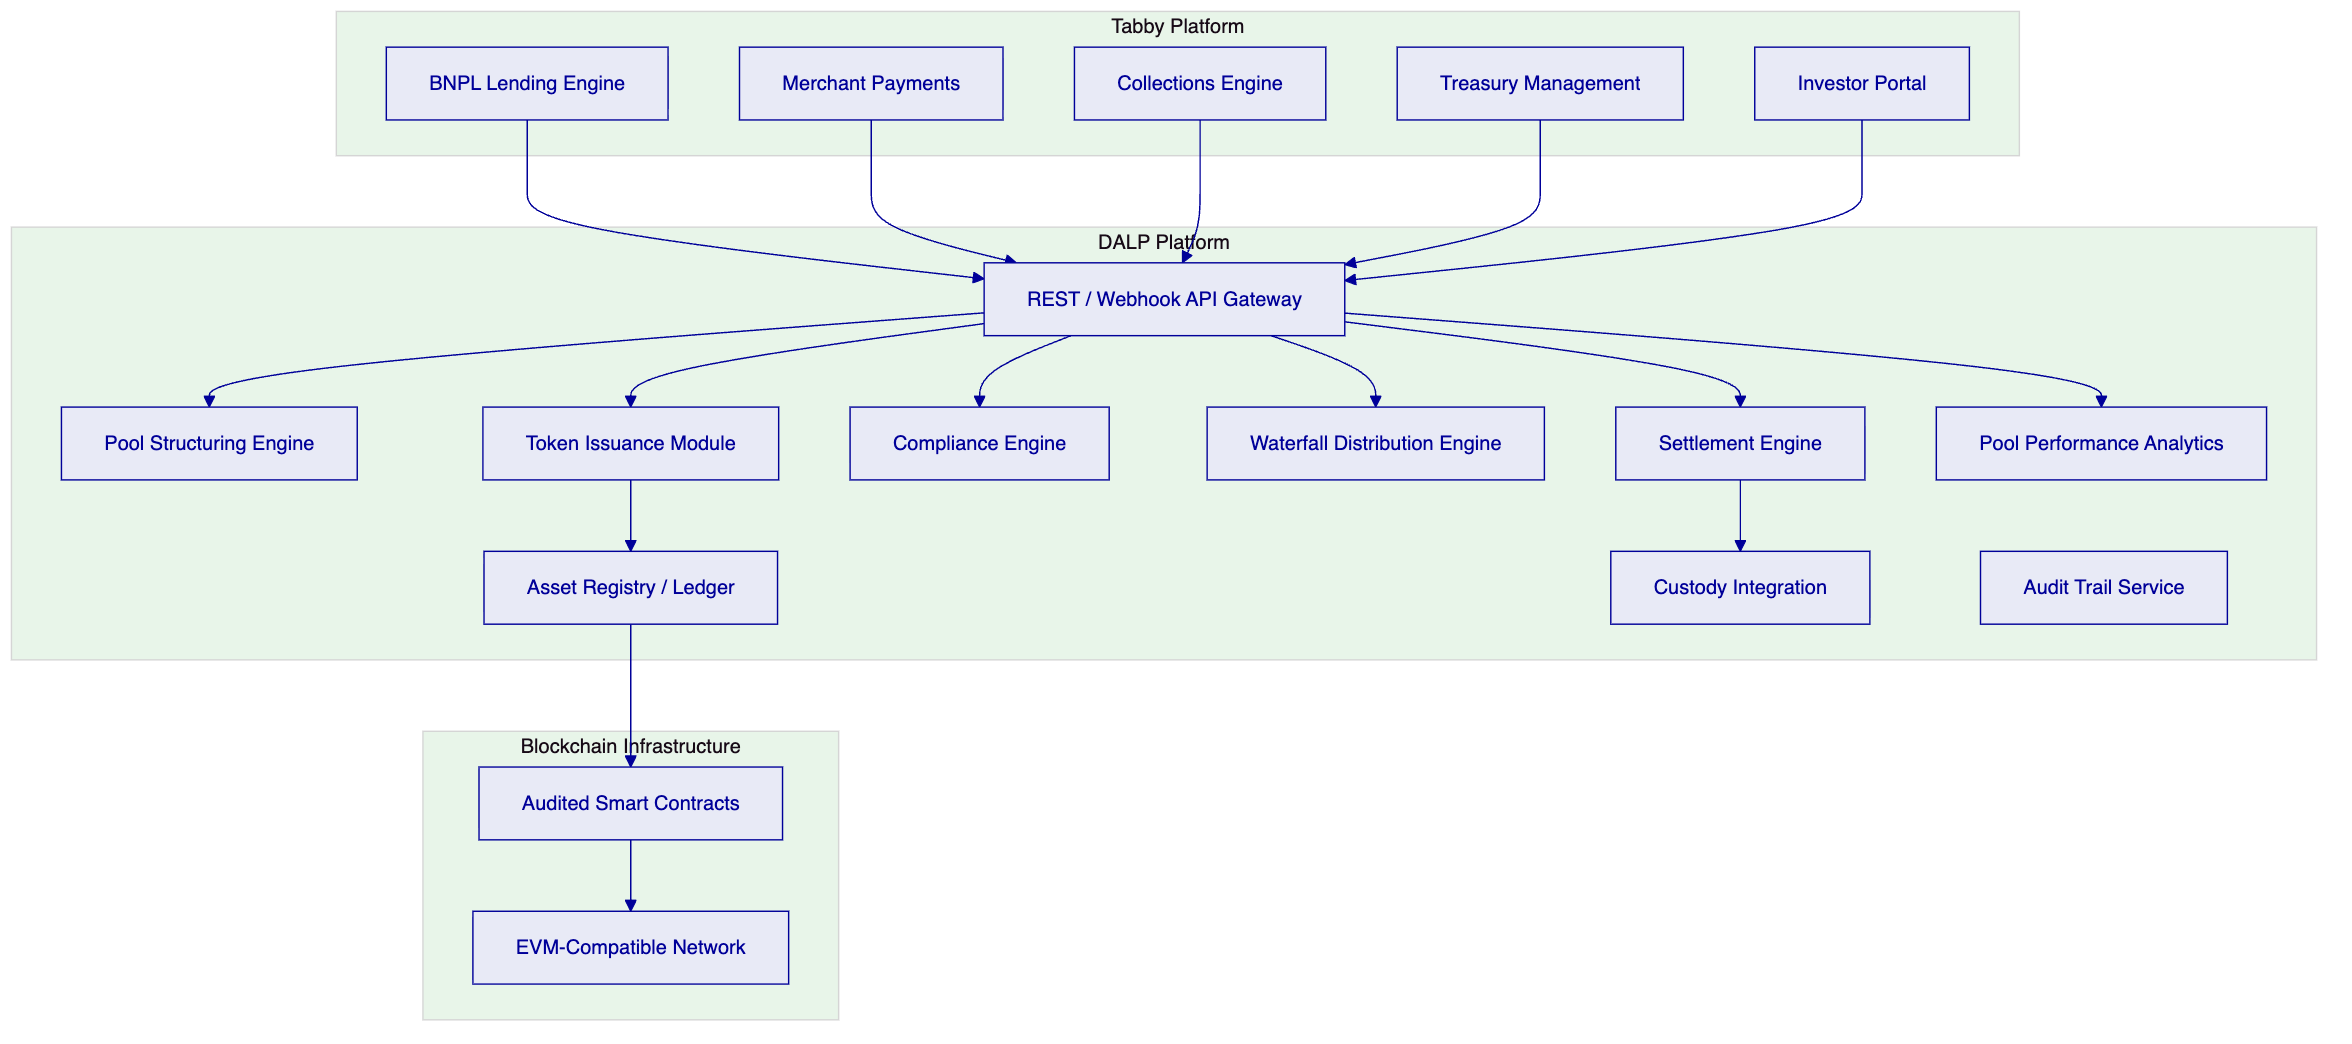 Tabby Platform
BNPL Lending Engine
Merchant Payments
Collections Engine
Treasury Management
Investor Portal
DALP Platform
REST / Webhook API Gateway
Pool Structuring Engine
Token Issuance Module
Compliance Engine
Waterfall Distribution Engine
Settlement Engine
Pool Performance Analytics
Asset Registry / Ledger
Custody Integration
Audit Trail Service
Blockchain Infrastructure
Audited Smart Contracts
EVM-Compatible Network